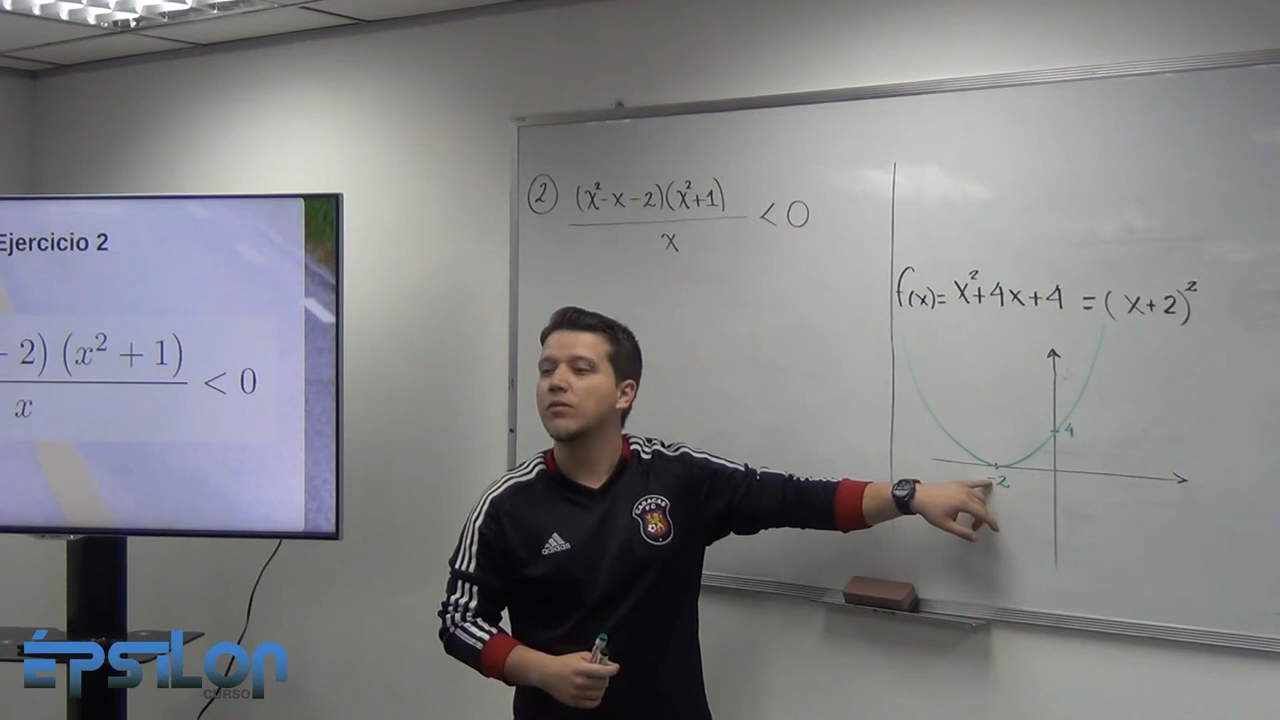 Ejercicio 2
- 2) (x² + 1)
< 0
x
② (x²-x-2)(x²+1)
< 0
x
f(x)= x²+4x+4 = (x+2)²
4
-2
CARACAS
F C
adidas
ÉPSILON
CURSO